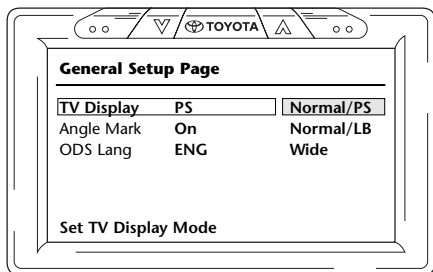 TOYOTA
General Setup Page
TV Display PS Normal/PS
Angle Mark On Normal/LB
ODS Lang ENG Wide
Set TV Display Mode